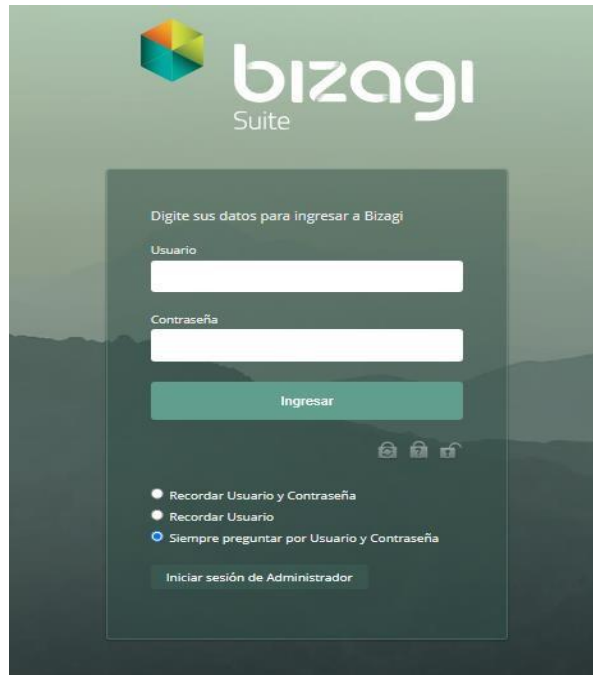 bizagi
Suite
Digite sus datos para ingresar a Bizagi
Usuario
Contraseña
Ingresar
?
Recordar Usuario y Contraseña
Recordar Usuario
Siempre preguntar por Usuario y Contraseña
Iniciar sesión de Administrador